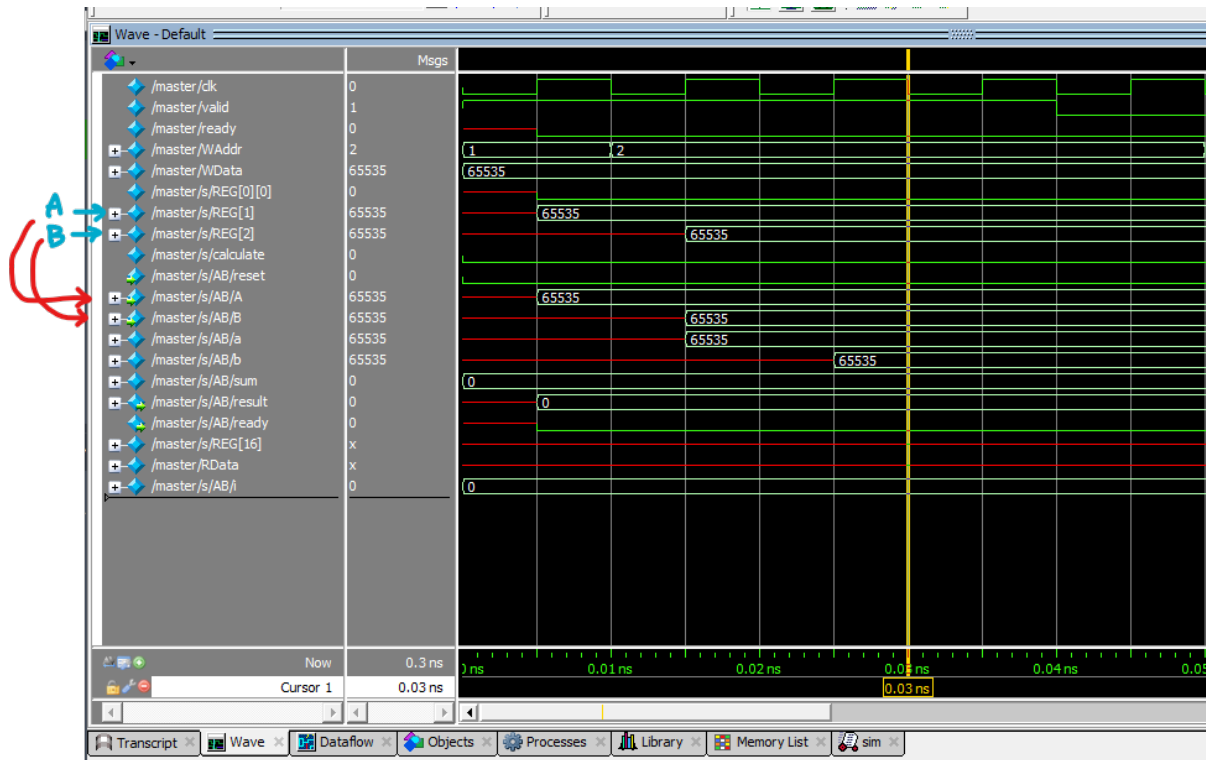 Wave - Default
Msgs
/master/clk 0
/master/valid 1
/master/ready 0
/master/WAddr 2 1 2
/master/WData 65535 65535
/master/s/REG[0][0] 0
A /master/s/REG[1] 65535 65535
B /master/s/REG[2] 65535 65535
/master/s/calculate 0
/master/s/AB/reset 0
/master/s/AB/A 65535 65535
/master/s/AB/B 65535 65535
/master/s/AB/a 65535 65535
/master/s/AB/b 65535 65535
/master/s/AB/sum 0 0
/master/s/AB/result 0 0
/master/s/AB/ready 0
/master/s/REG[16] x
/master/RData x
/master/s/AB/i 0 0
Now 0.3 ns ns 0.01 ns 0.02 ns 0.03 ns 0.04 ns 0.05
Cursor 1 0.03 ns 0.03 ns
Transcript Wave Dataflow Objects Processes Library Memory List sim